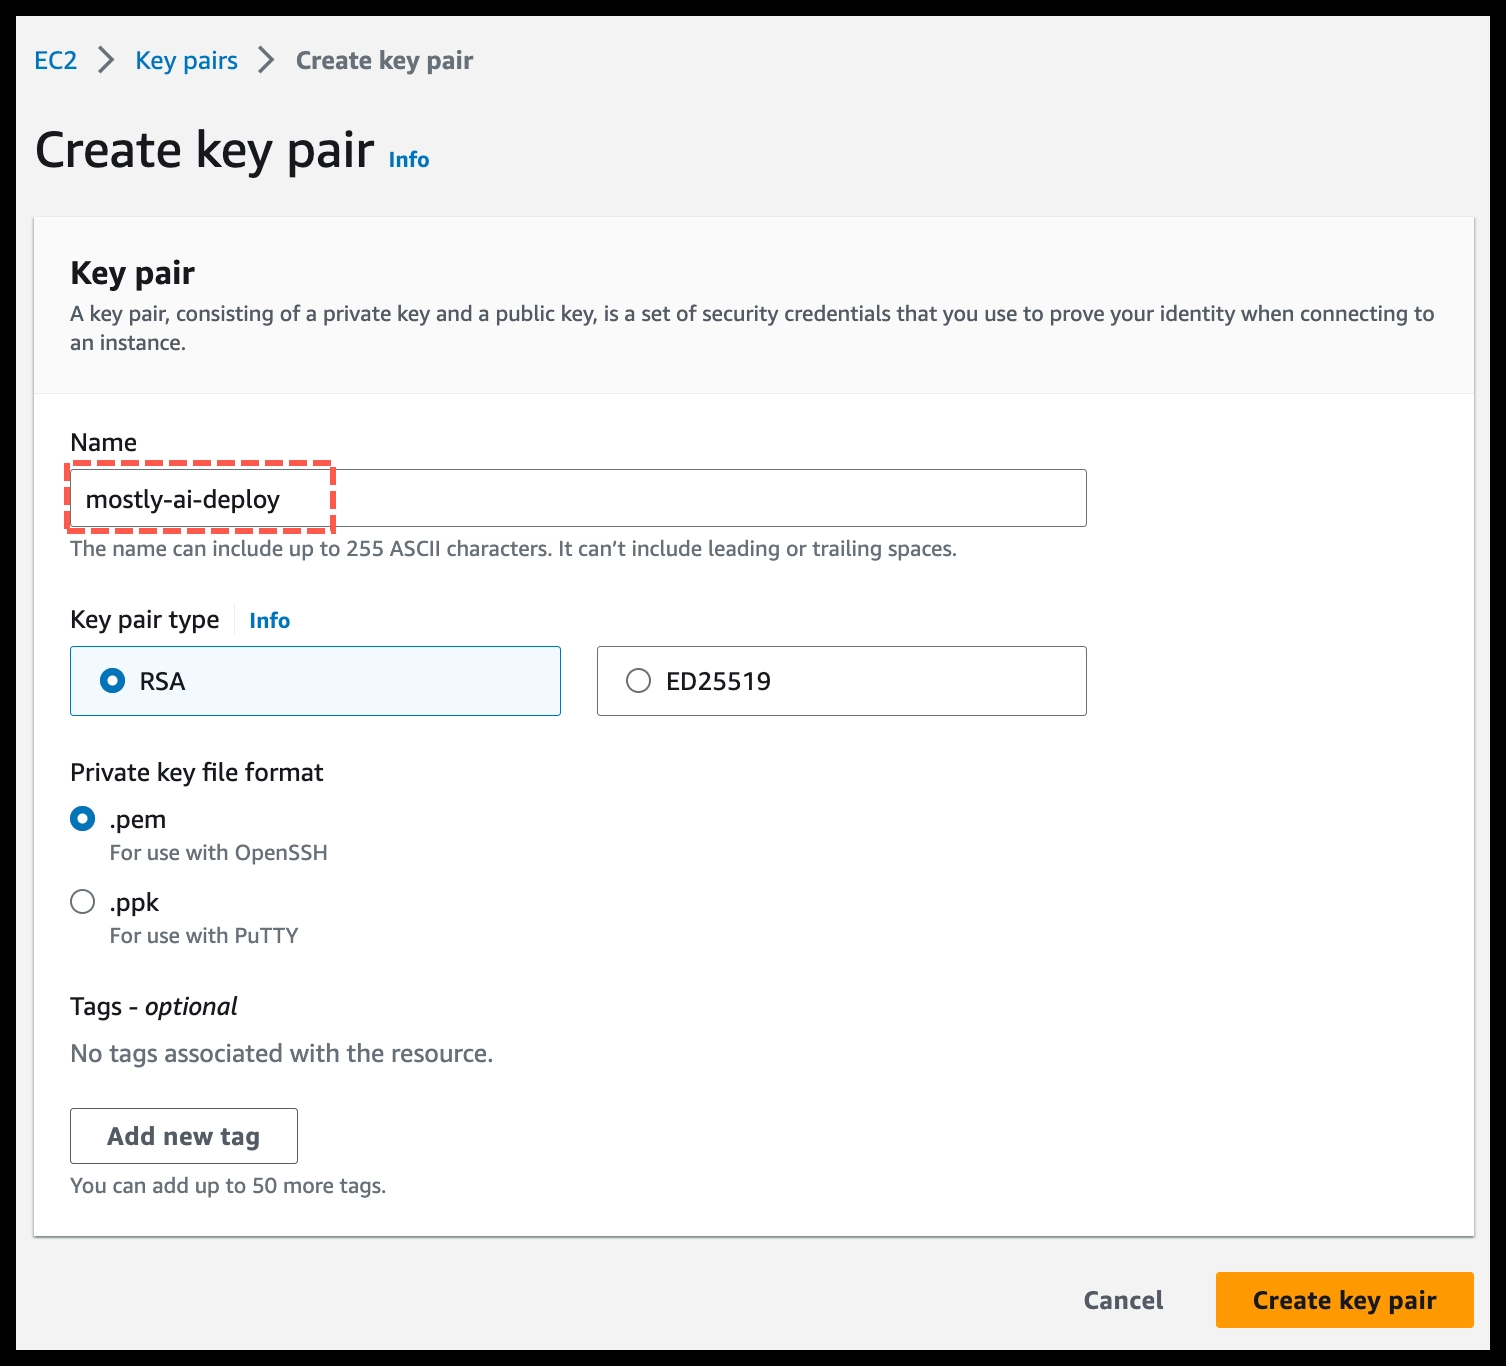 EC2 > Key pairs > Create key pair
Create key pair Info
Key pair
A key pair, consisting of a private key and a public key, is a set of security credentials that you use to prove your identity when connecting to
an instance.
Name
mostly-ai-deploy
The name can include up to 255 ASCII characters. It can’t include leading or trailing spaces.
Key pair type Info
RSA ED25519
Private key file format
.pem
For use with OpenSSH
.ppk
For use with PuTTY
Tags - optional
No tags associated with the resource.
Add new tag
You can add up to 50 more tags.
Cancel Create key pair